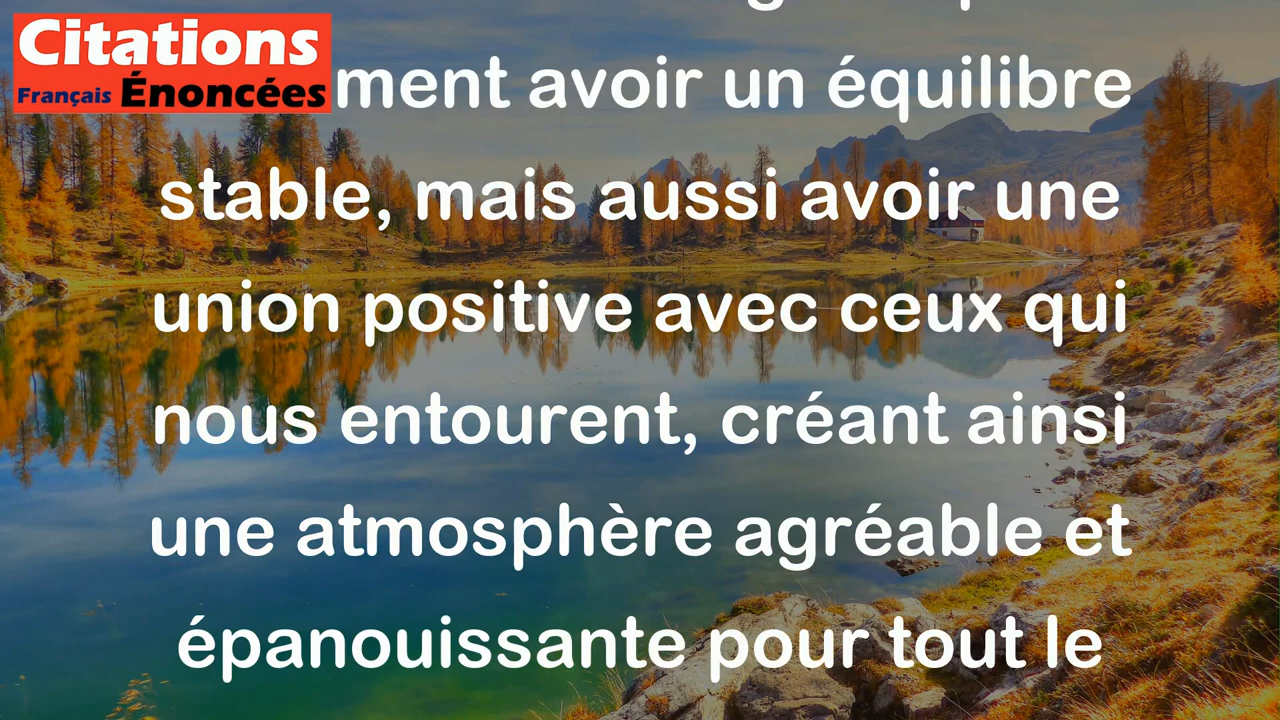 Citations
Français Énoncées
ment avoir un équilibre
stable, mais aussi avoir une
union positive avec ceux qui
nous entourent, créant ainsi
une atmosphère agréable et
épanouissante pour tout le